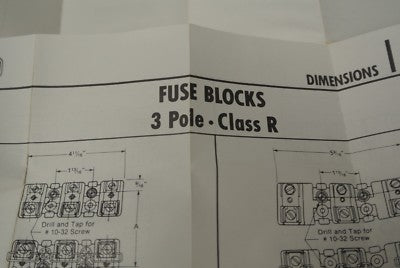 DIMENSIONS
FUSE BLOCKS
3 Pole · Class R
Drill and Tap for
# 10-32 Screw
A
Drill and Tap for
# 10-32 Screw